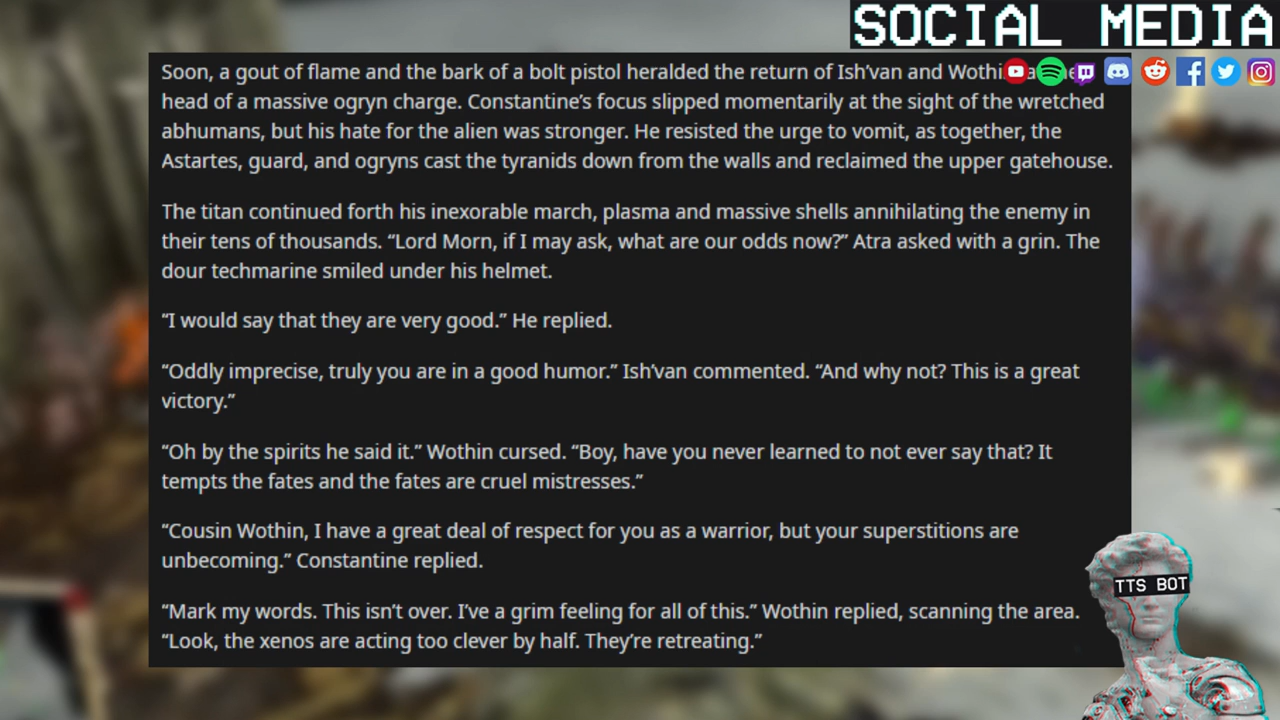 SOCIAL MEDIA
Soon, a gout of flame and the bark of a bolt pistol heralded the return of Ish’van and
head of a massive ogryn charge. Constantine’s focus slipped momentarily at the sight of the wretched
abhumans, but his hate for the alien was stronger. He resisted the urge to vomit, as together, the
Astartes, guard, and ogryns cast the tyranids down from the walls and reclaimed the upper gatehouse.
The titan continued forth his inexorable march, plasma and massive shells annihilating the enemy in
their tens of thousands. “Lord Morn, if I may ask, what are our odds now?” Atra asked with a grin. The
dour techmarine smiled under his helmet.
“I would say that they are very good.” He replied.
“Oddly imprecise, truly you are in a good humor.” Ish’van commented. “And why not? This is a great
victory.”
“Oh by the spirits he said it.” Wothin cursed. “Boy, have you never learned to not ever say that? It
tempts the fates and the fates are cruel mistresses.”
“Cousin Wothin, I have a great deal of respect for you as a warrior, but your superstitions are
unbecoming.” Constantine replied.
“Mark my words. This isn’t over. I’ve a grim feeling for all of this.” Wothin replied, scanning the area.
“Look, the xenos are acting too clever by half. They’re retreating.”
TTS BOT